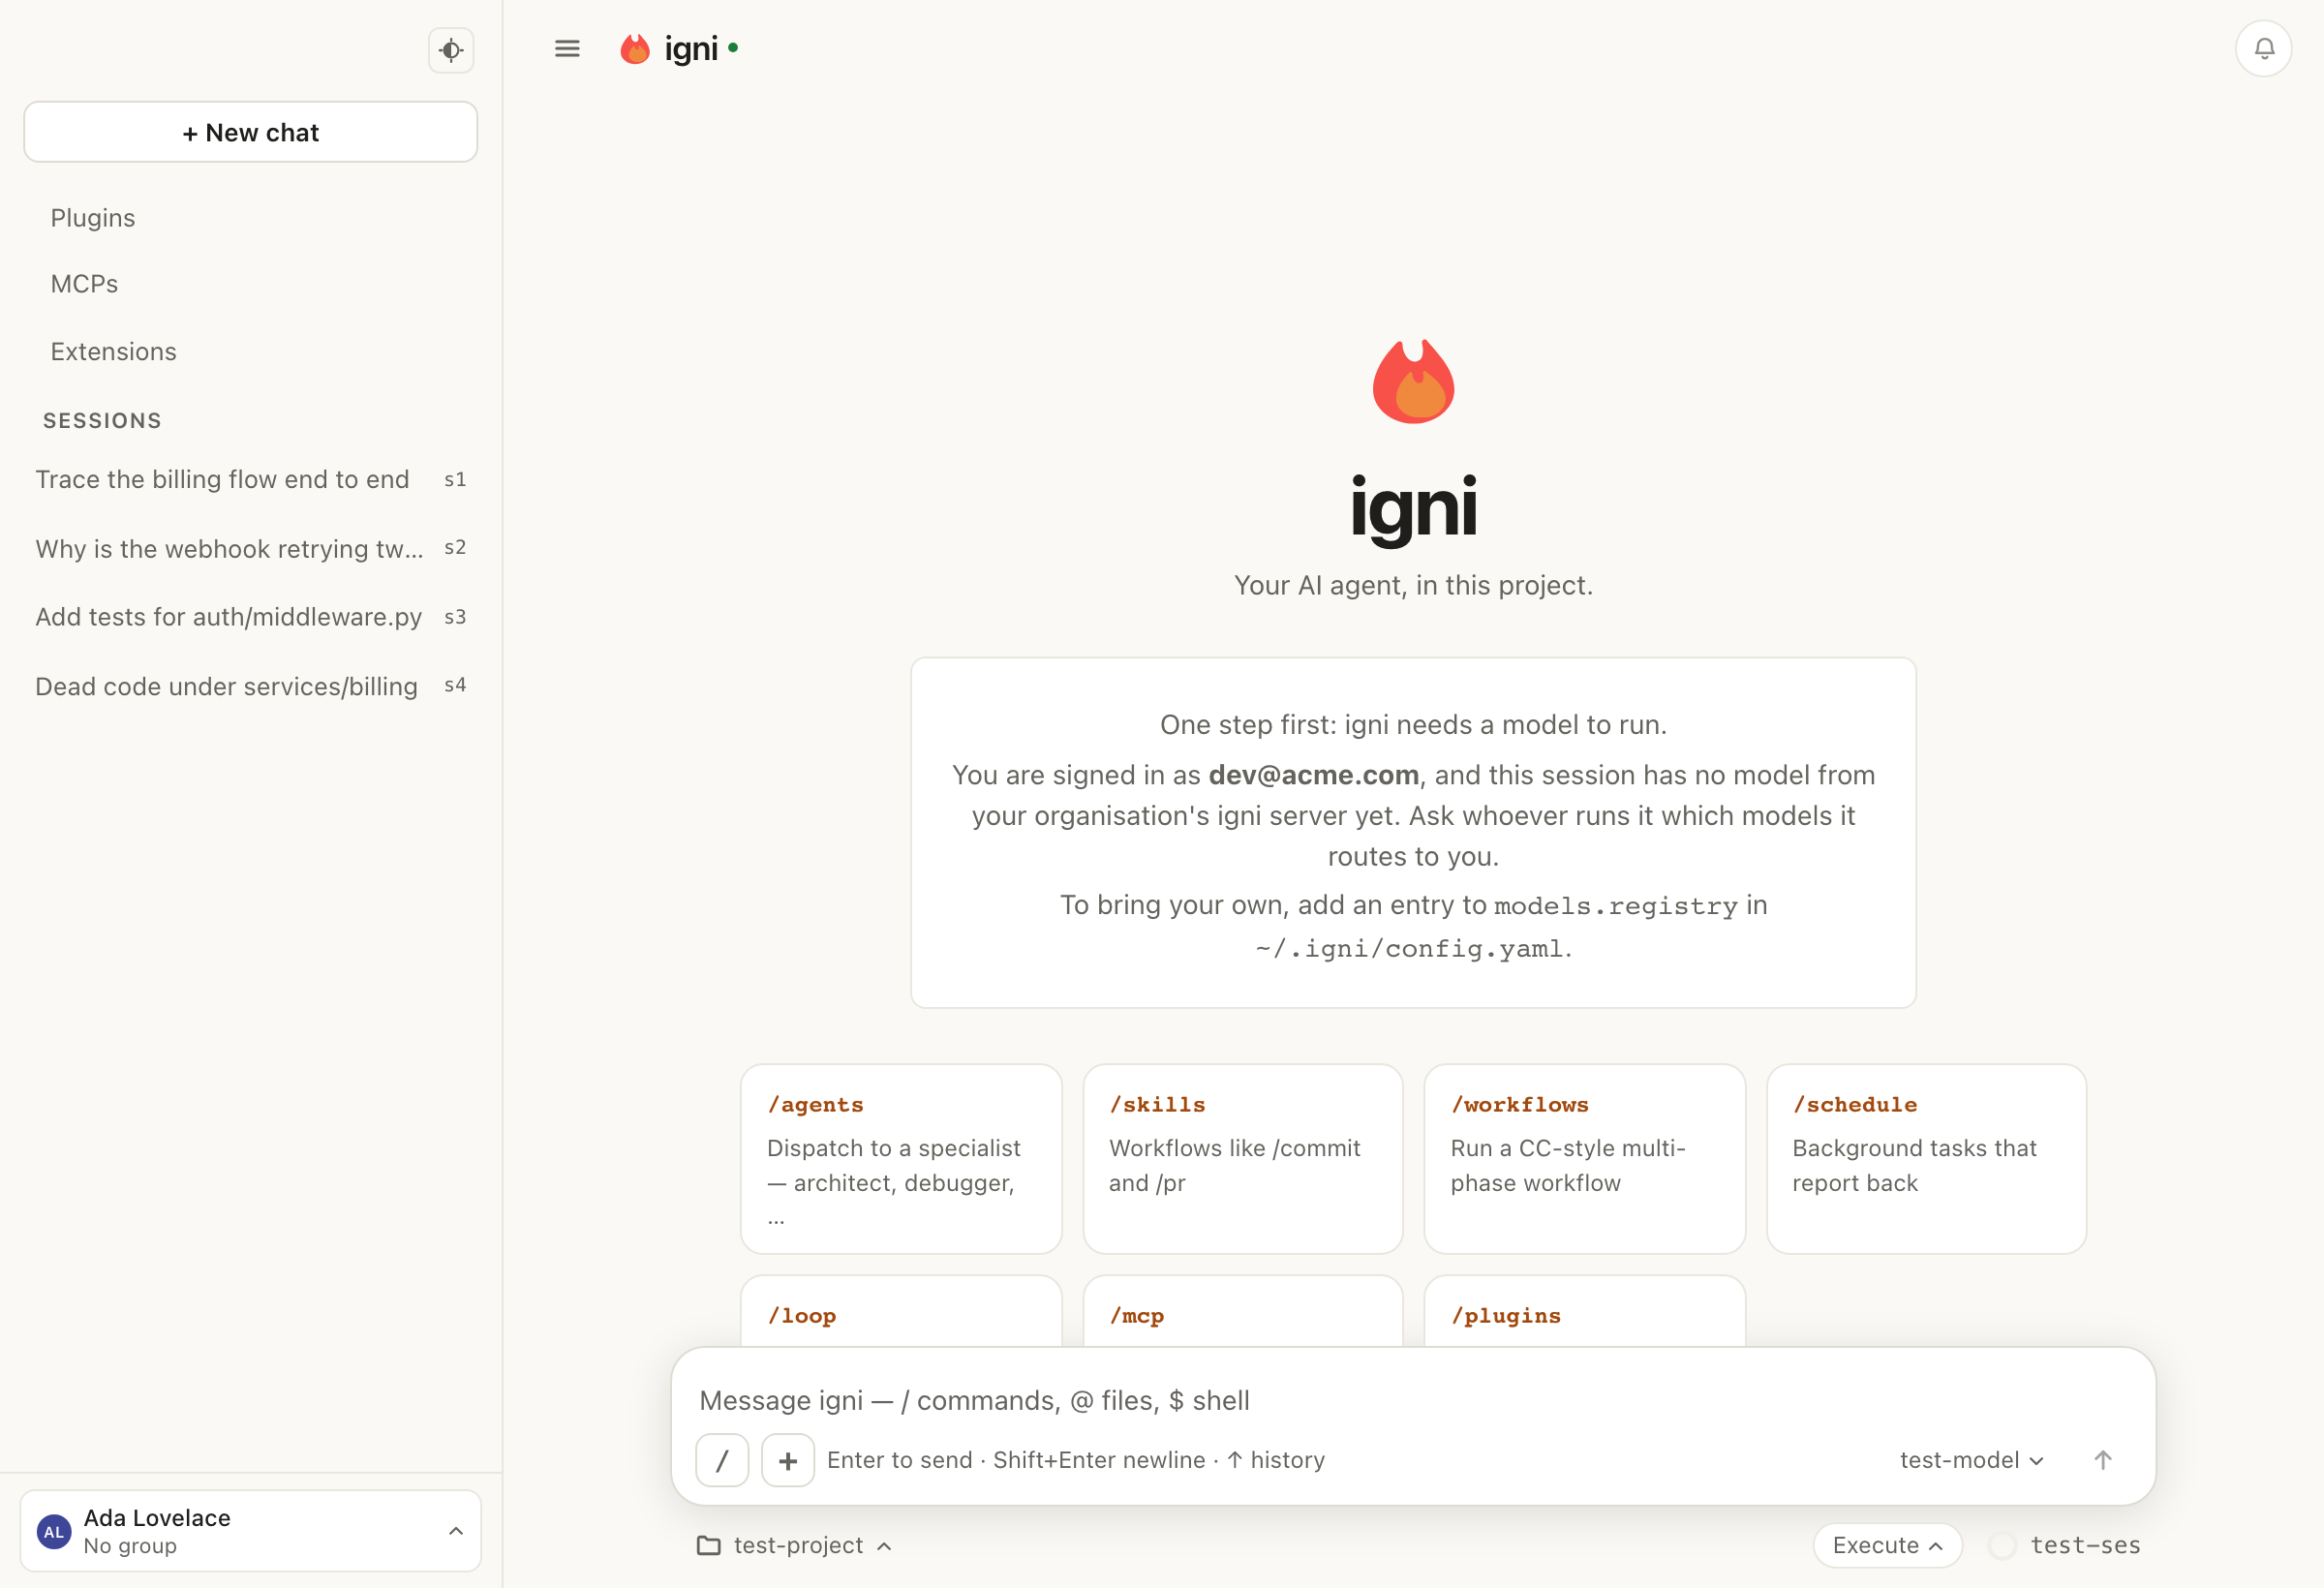 + New chat
Plugins
MCPs
Extensions
SESSIONS
Trace the billing flow end to end s1
Why is the webhook retrying tw... s2
Add tests for auth/middleware.py s3
Dead code under services/billing s4
AL
Ada Lovelace
No group
igni
igni
Your AI agent, in this project.
One step first: igni needs a model to run.
You are signed in as dev@acme.com, and this session has no model from
your organisation's igni server yet. Ask whoever runs it which models it
routes to you.
To bring your own, add an entry to models.registry in
~/.igni/config.yaml.
/agents
Dispatch to a specialist
— architect, debugger,
...
/skills
Workflows like /commit
and /pr
/workflows
Run a CC-style multi-
phase workflow
/schedule
Background tasks that
report back
/loop
/mcp
/plugins
Message igni — / commands, @ files, $ shell
/ + Enter to send · Shift+Enter newline · ↑ history
test-model
test-project
Execute
test-ses